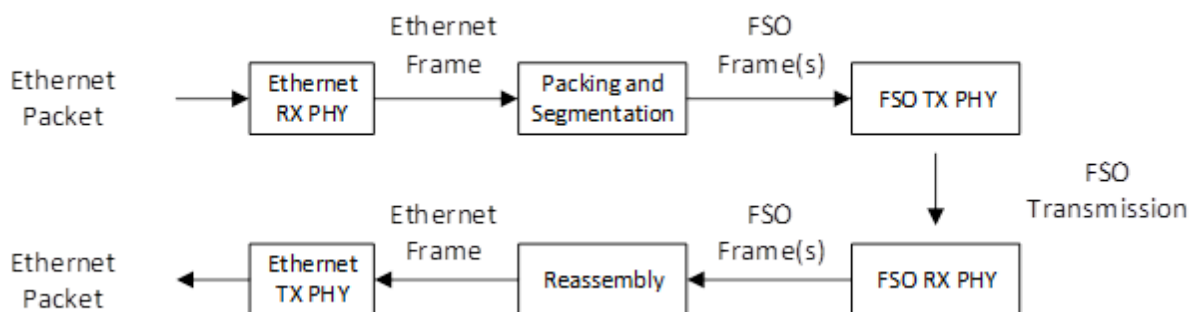 Ethernet
Packet
Ethernet
RX PHY
Ethernet
Frame
Packing and
Segmentation
FSO
Frame(s)
FSO TX PHY
FSO
Transmission
FSO RX PHY
FSO
Frame(s)
Reassembly
Ethernet
Frame
Ethernet
TX PHY
Ethernet
Packet